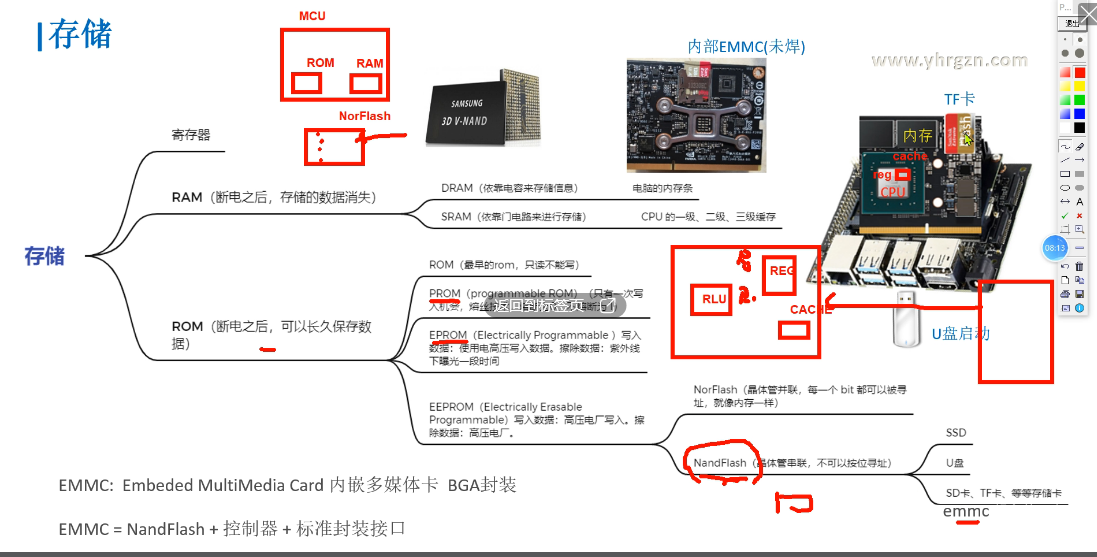 存储
MCU
ROM
RAM
NorFlash
SAMSUNG
3D V-NAND
内部EMMC(未焊)
www.yhrgzn.com
TF卡
内存
cache
reg
CPU
退出
寄存器
RAM（断电之后，存储的数据消失）
DRAM（依靠电容来存储信息）
电脑的内存条
SRAM（依靠门电路来进行存储）
CPU 的一级、二级、三级缓存
08:13
存储
ROM（断电之后，可以长久保存数
据）
ROM（最早的rom，只读不能写）
PROM（programmable ROM）（只有一次写
返回到标签页
EPROM（Electrically Programmable ）写入
数据：使用电高压写入数据。擦除数据：紫外线
下曝光一段时间
REG
RLU
CACHE
U盘启动
EEPROM（Electrically Erasable
Programmable）写入数据：高压电厂写入。擦
除数据：高压电厂。
NorFlash（晶体管并联，每一个 bit 都可以被寻
址，就像内存一样）
NandFlash（晶体管串联，不可以按位寻址）
SSD
U盘
SD卡、TF卡、等等存储卡
emmc
EMMC: Embeded MultiMedia Card 内嵌多媒体卡 BGA封装
EMMC = NandFlash + 控制器 + 标准封装接口